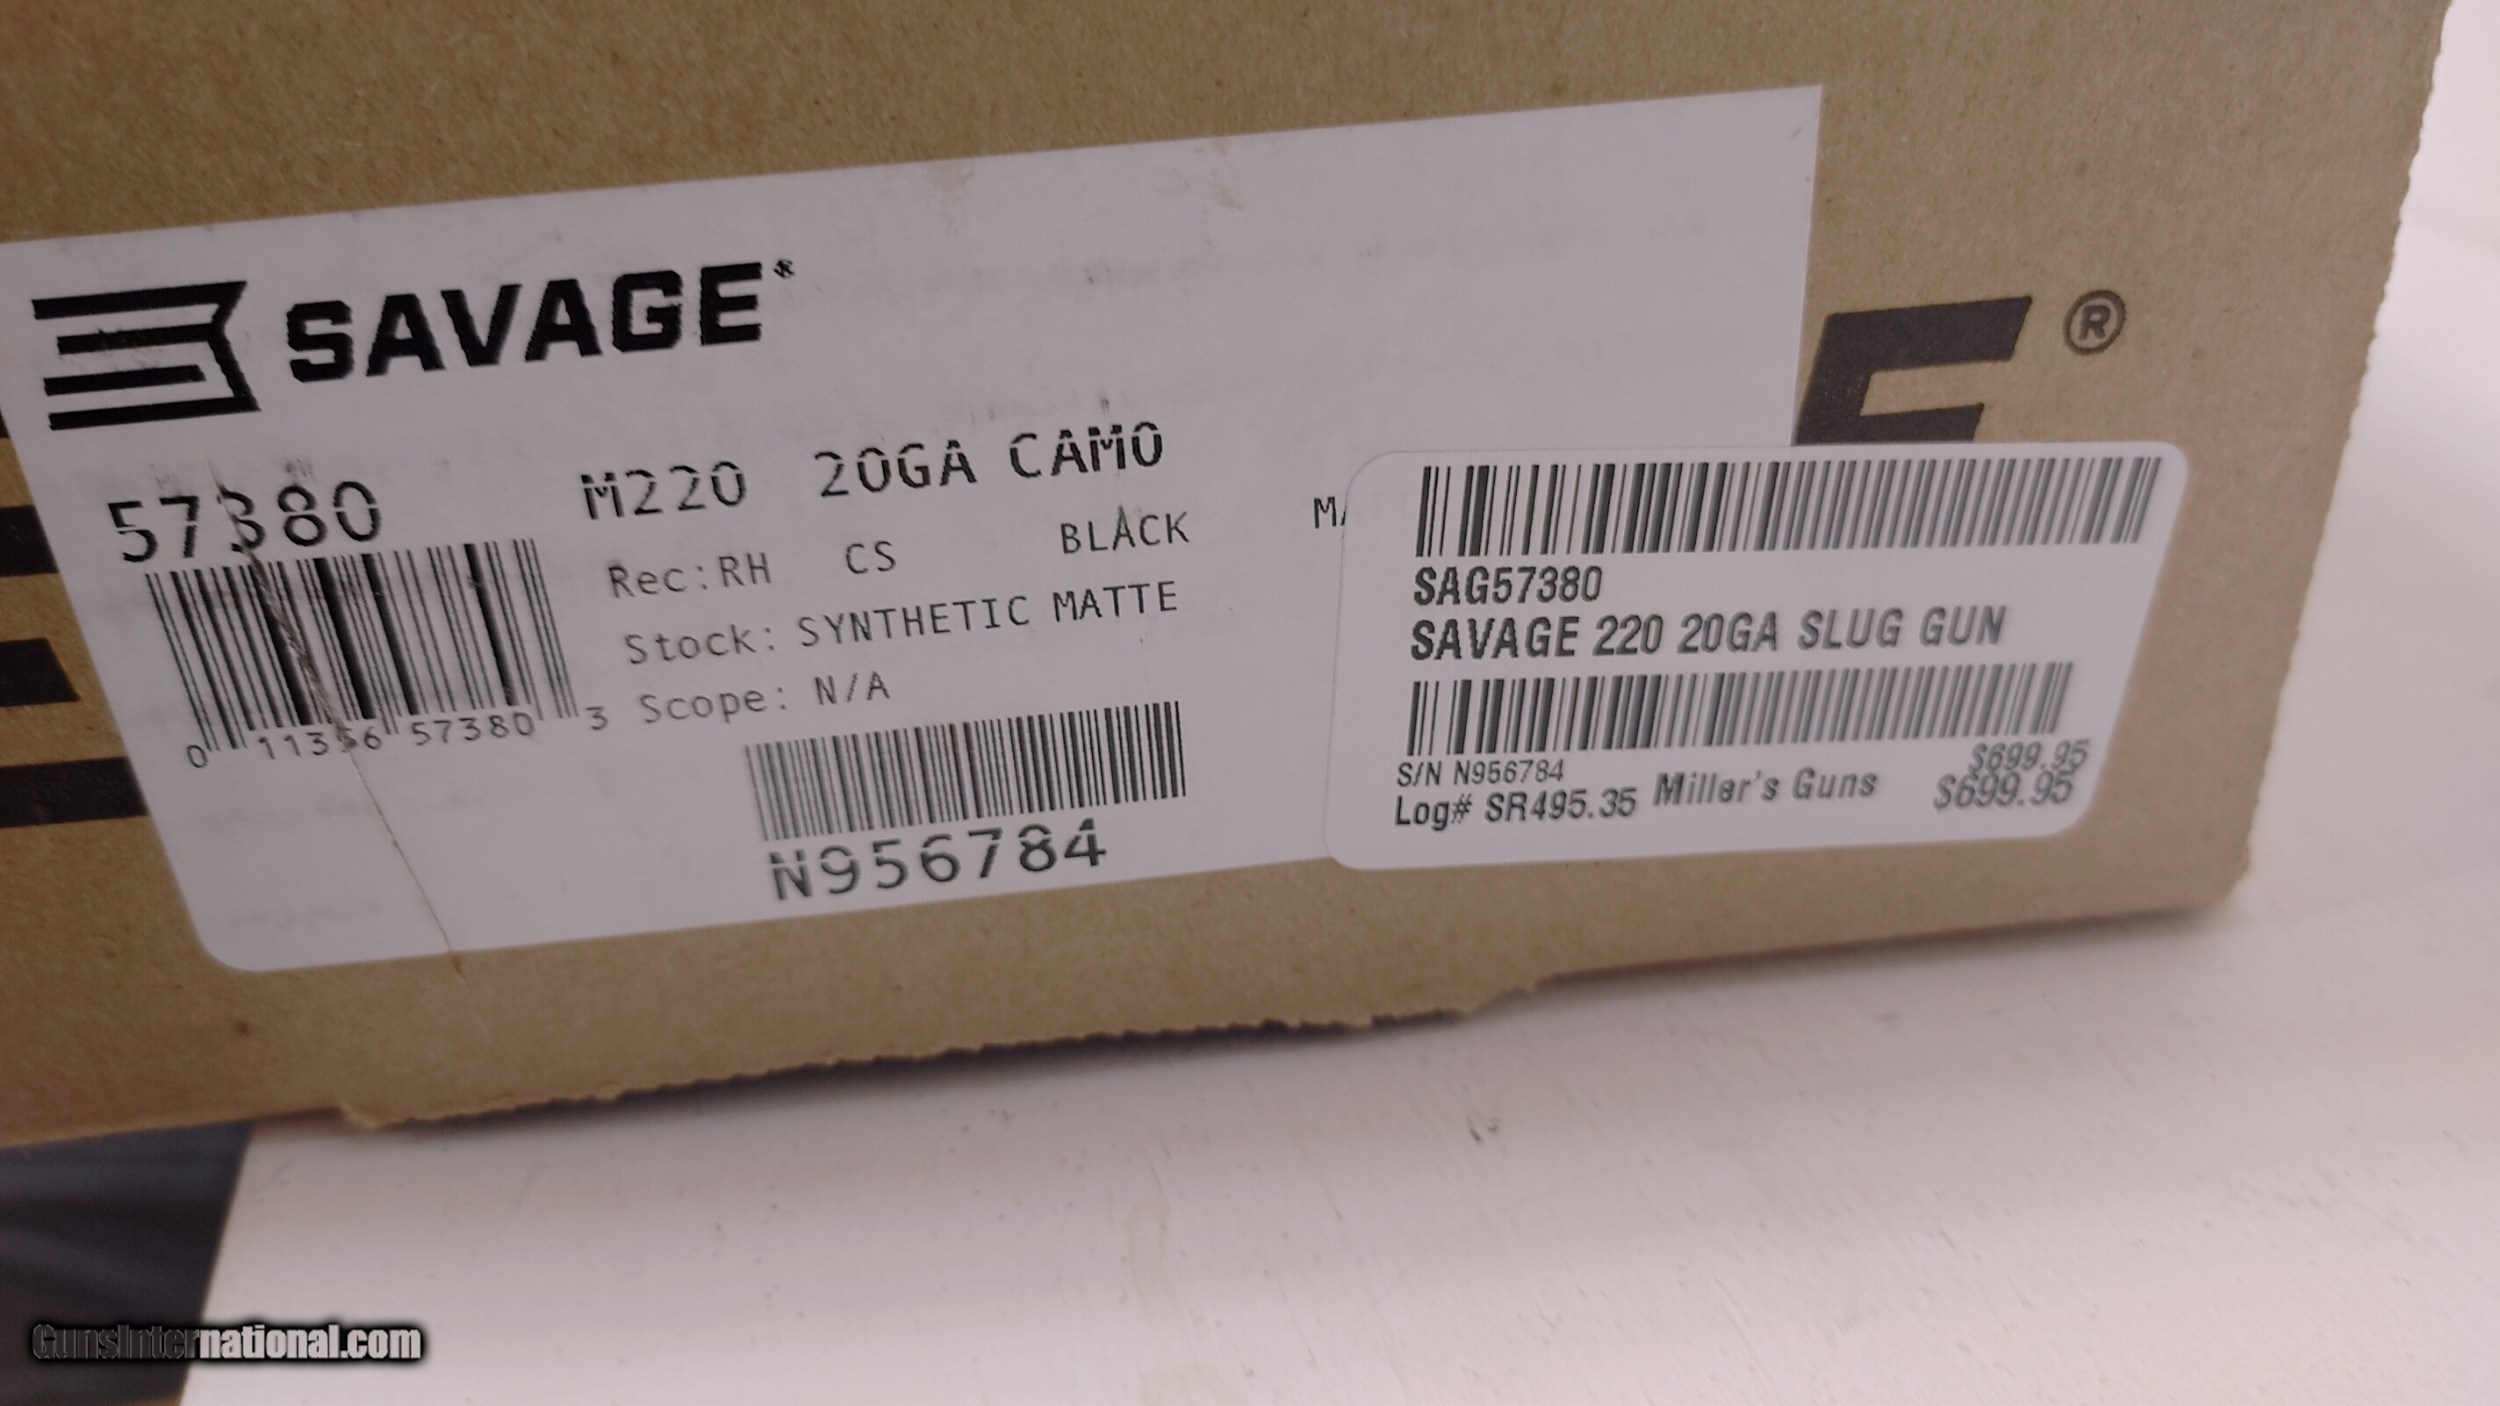 SAVAGE®
57380 M220 20GA CAMO
Rec:RH CS BLACK
Stock: SYNTHETIC MATTE
Scope: N/A
0 11356 57380 3
N956784
®
SAG57380
SAVAGE 220 20GA SLUG GUN
S/N N956784 $699.95
Log# SR495.35 Miller's Guns $699.95
GunsInternational.com